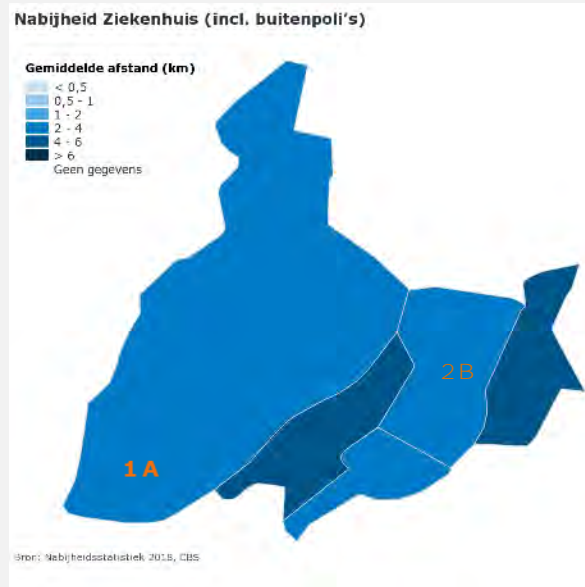 Nabijheid Ziekenhuis (incl. buitenpoli's)
Gemiddelde afstand (km)
< 0,5
0,5 - 1
1 - 2
2 - 4
4 - 6
> 6
Geen gegevens
2B
1 A
Bron: Nabijheidsstatistiek 2018, CBS